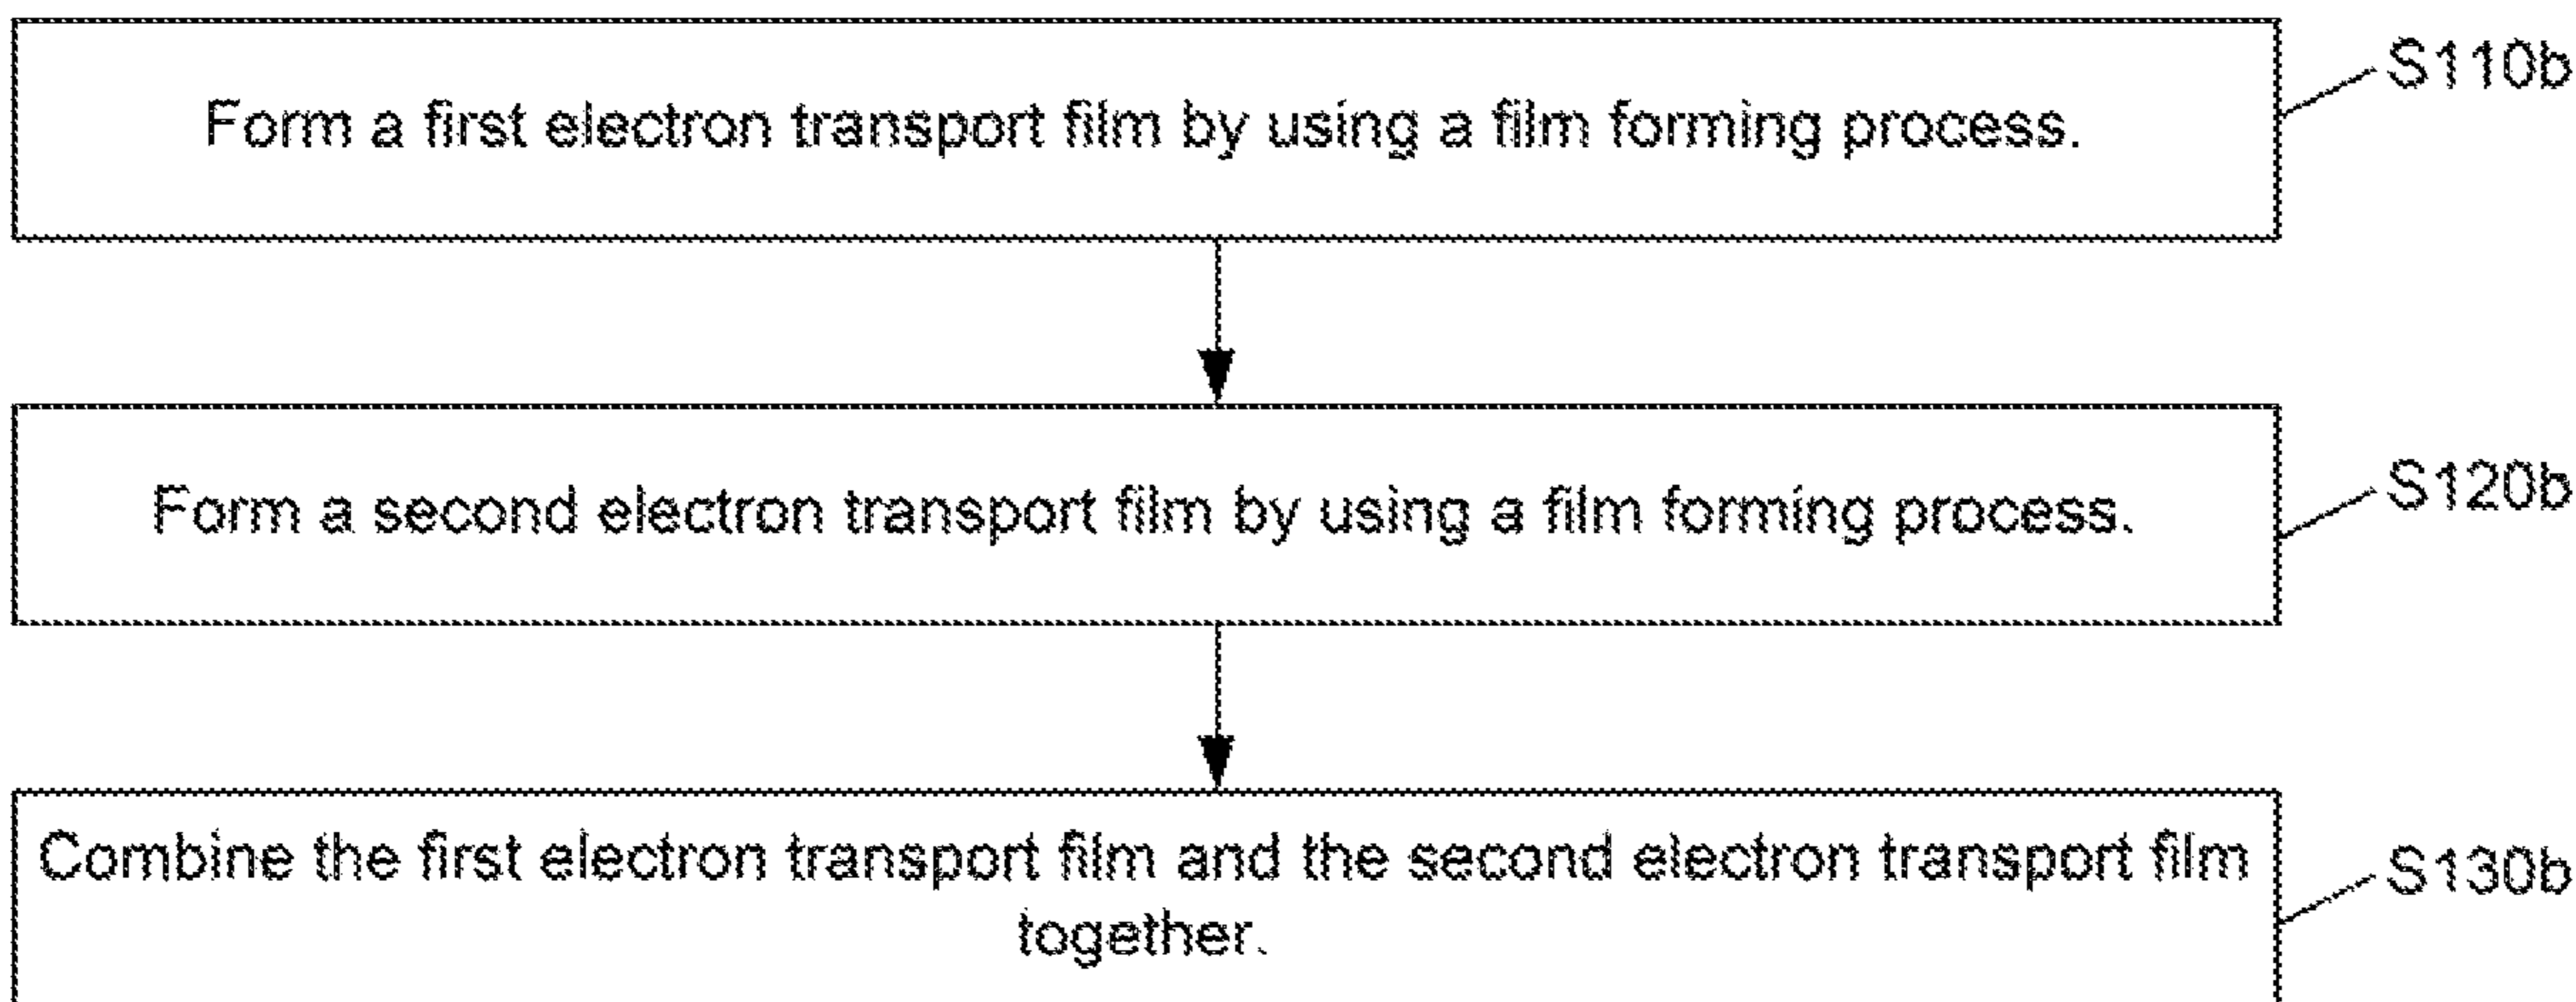 Form a first electron transport film by using a film forming process.
S110b
Form a second electron transport film by using a film forming process.
S120b
Combine the first electron transport film and the second electron transport film
together.
S130b